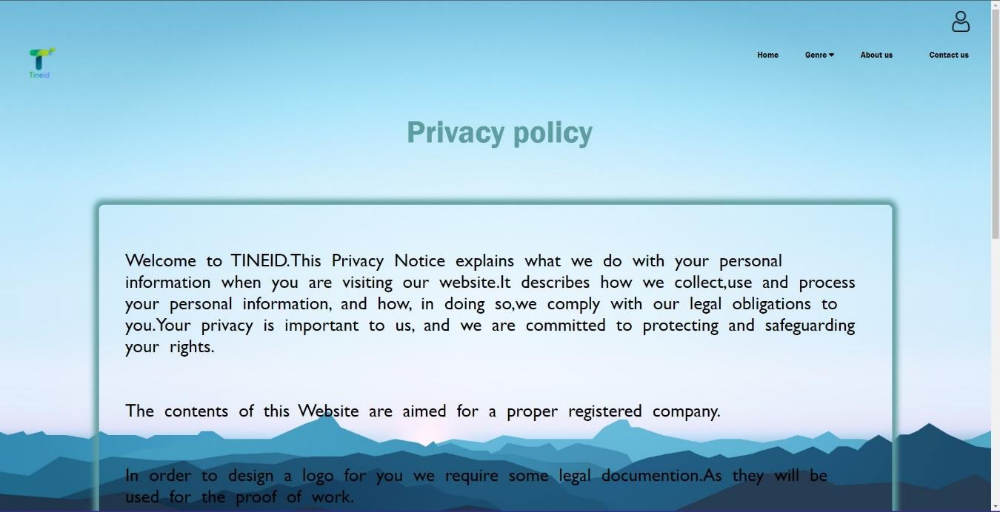 Tineid
Home Genre About us Contact us
Privacy policy
Welcome to TINEID.This Privacy Notice explains what we do with your personal
information when you are visiting our website.It describes how we collect,use and process
your personal information, and how, in doing so,we comply with our legal obligations to
you.Your privacy is important to us, and we are committed to protecting and safeguarding
your rights.
The contents of this Website are aimed for a proper registered company.
In order to design a logo for you we require some legal documention.As they will be
used for the proof of work.